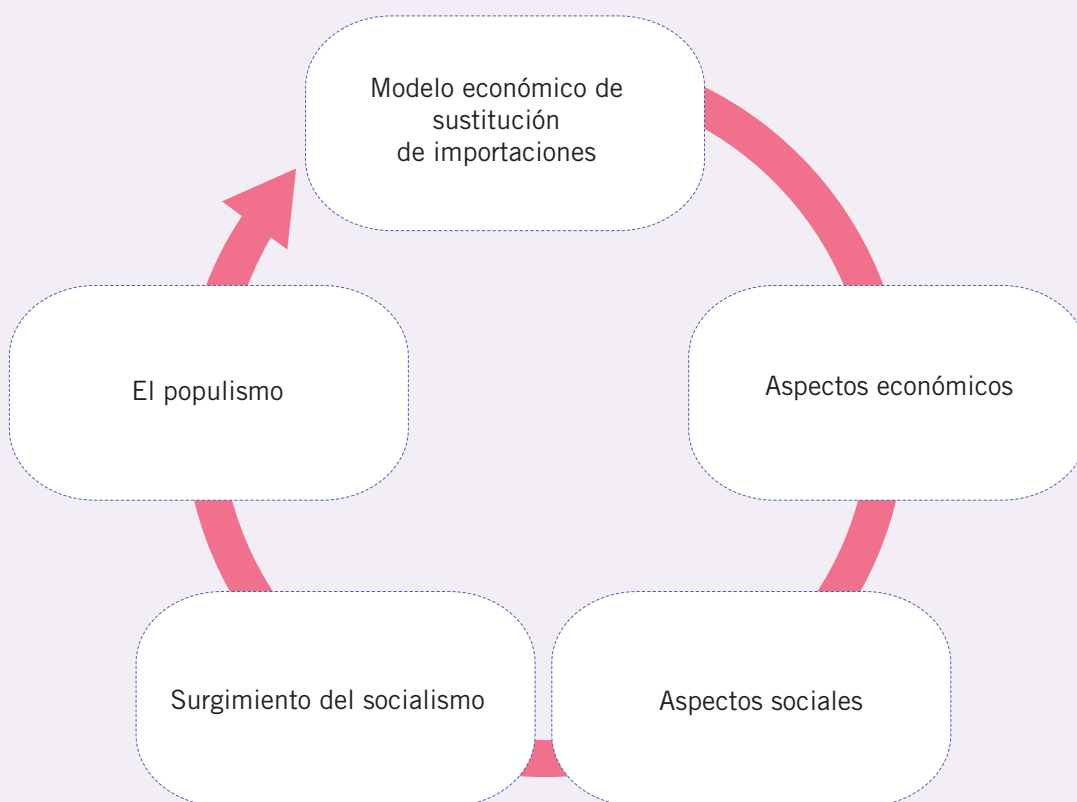 Modelo económico de
sustitución
de importaciones
Aspectos económicos
Aspectos sociales
Surgimiento del socialismo
El populismo